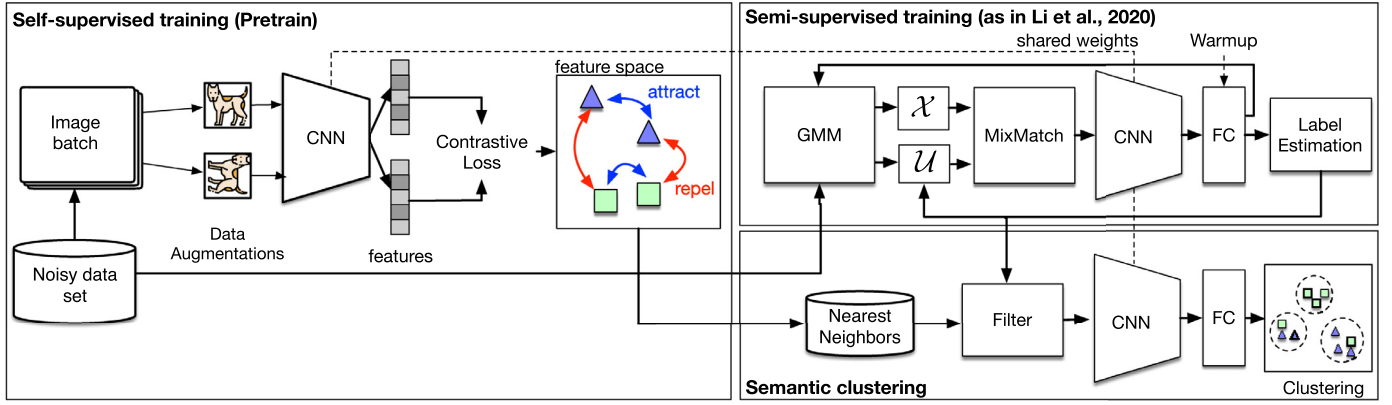 Self-supervised training (Pretrain)
Image
batch
Noisy data
set
Data
Augmentations
CNN
features
Contrastive
Loss
feature space
attract
repel
Semi-supervised training (as in Li et al., 2020)
shared weights
Warmup
GMM
𝒳
𝒰
MixMatch
CNN
FC
Label
Estimation
Nearest
Neighbors
Filter
CNN
FC
Clustering
Semantic clustering